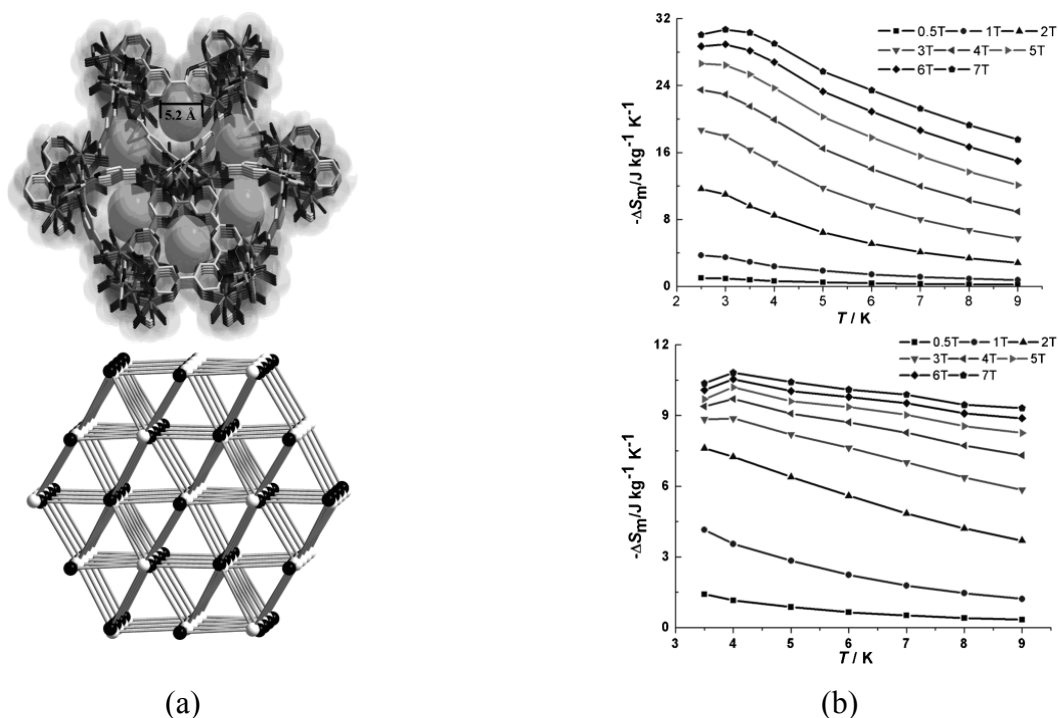 5.2 Å
32
24
16
8
0
-ΔSm/J kg-1 K-1
0.5T 1T 2T
3T 4T 5T
6T 7T
2 3 4 5 6 7 8 9
T / K
12
9
6
3
0
-ΔSm/J kg-1 K-1
0.5T 1T 2T
3T 4T 5T
6T 7T
3 4 5 6 7 8 9
T / K
(a) (b)